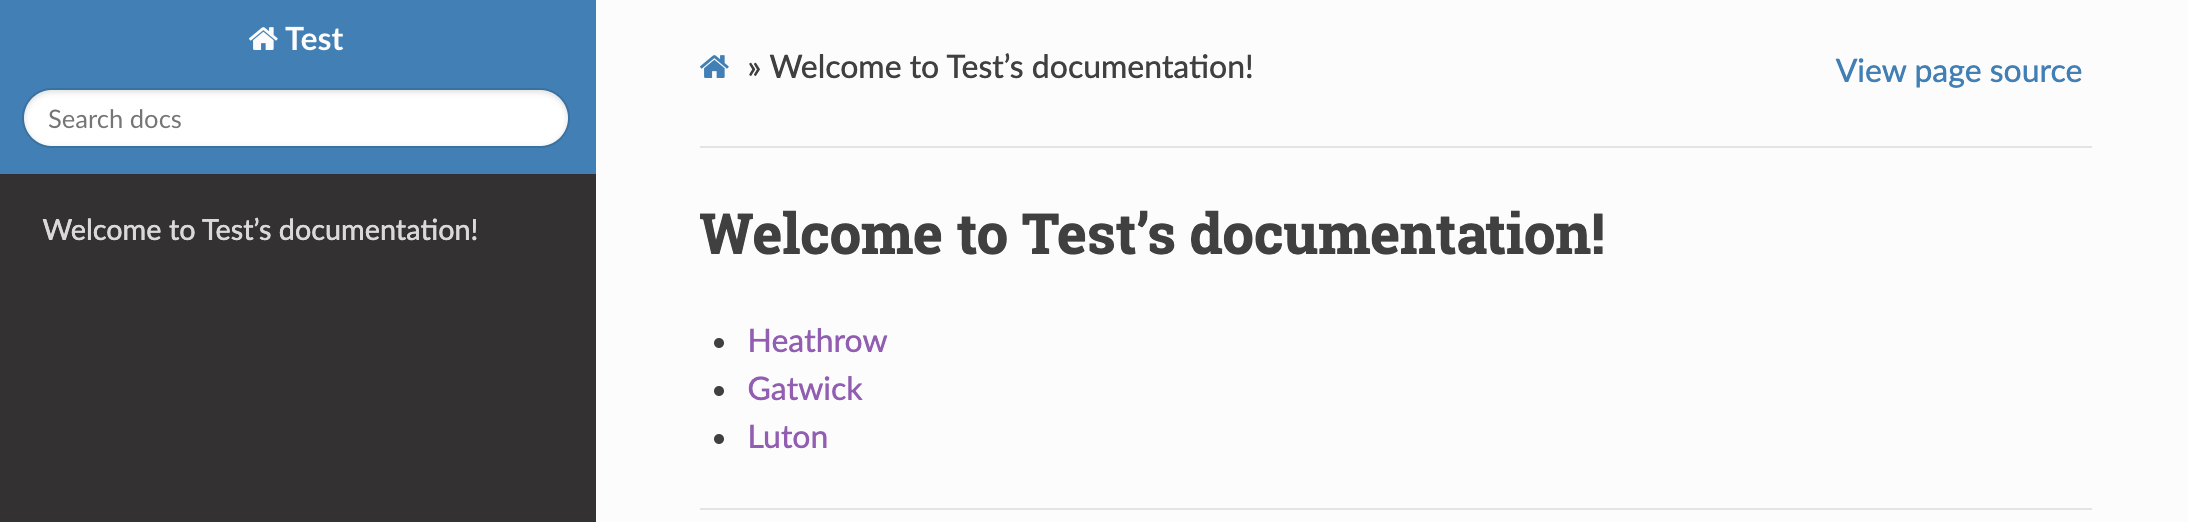 Test
Search docs
Welcome to Test’s documentation!
» Welcome to Test’s documentation!
View page source
Welcome to Test’s documentation!
Heathrow
Gatwick
Luton